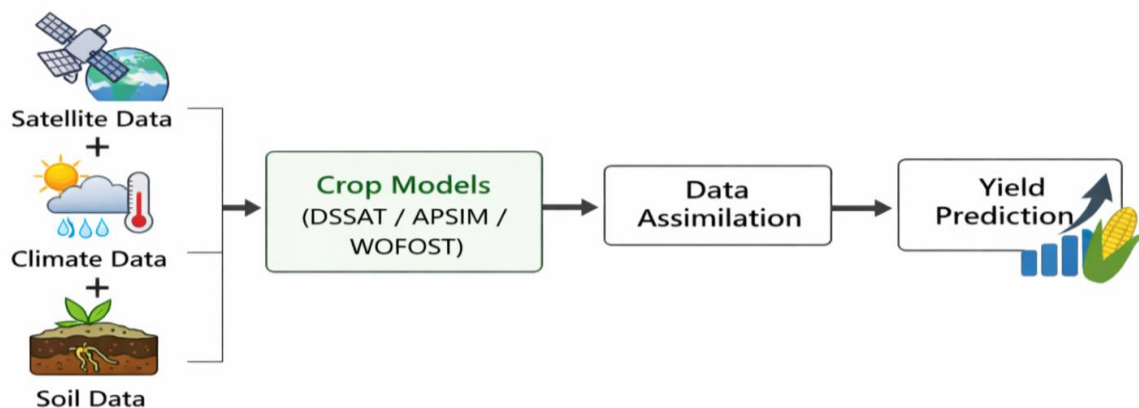 Satellite Data
+
Climate Data
+
Soil Data
Crop Models
(DSSAT / APSIM /
WOFOST)
Data
Assimilation
Yield
Prediction